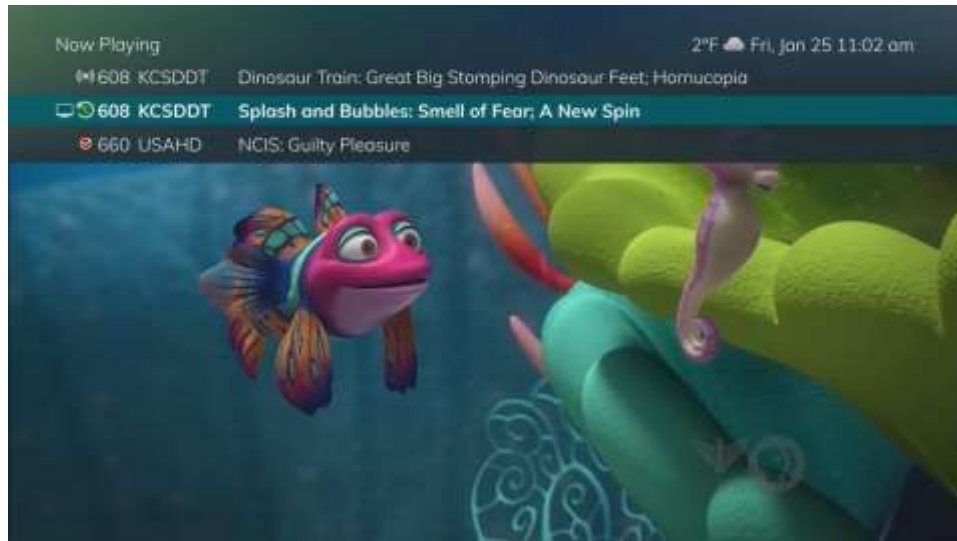 Now Playing
2°F Fri, Jan 25 11:02 am
608 KCSDDT Dinosaur Train: Great Big Stomping Dinosaur Feet; Hornucopia
608 KCSDDT Splash and Bubbles: Smell of Fear; A New Spin
660 USAHD NCIS: Guilty Pleasure